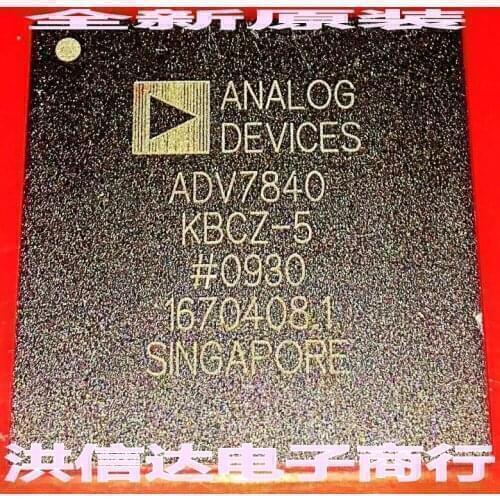 全新原装
ANALOG
DEVICES
ADV7840
KBCZ-5
#0930
1670408.1
SINGAPORE
洪信达电子商行